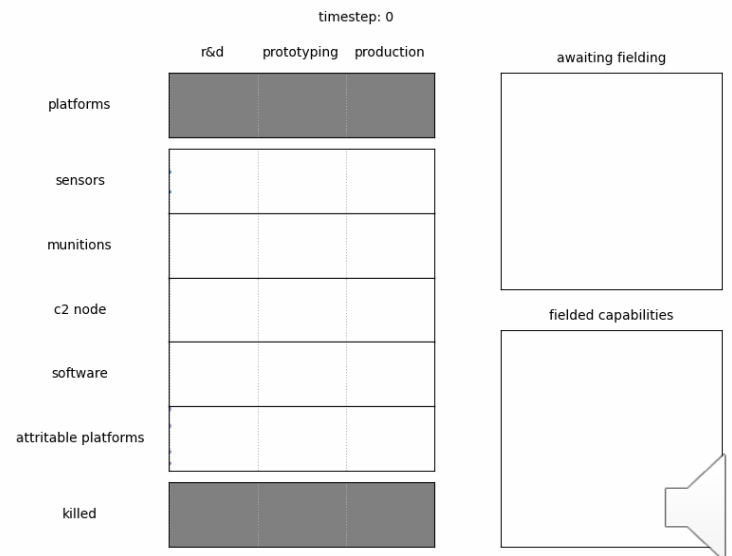 timestep: 0
r&d prototyping production
awaiting fielding
platforms
sensors
munitions
c2 node
fielded capabilities
software
attritable platforms
killed